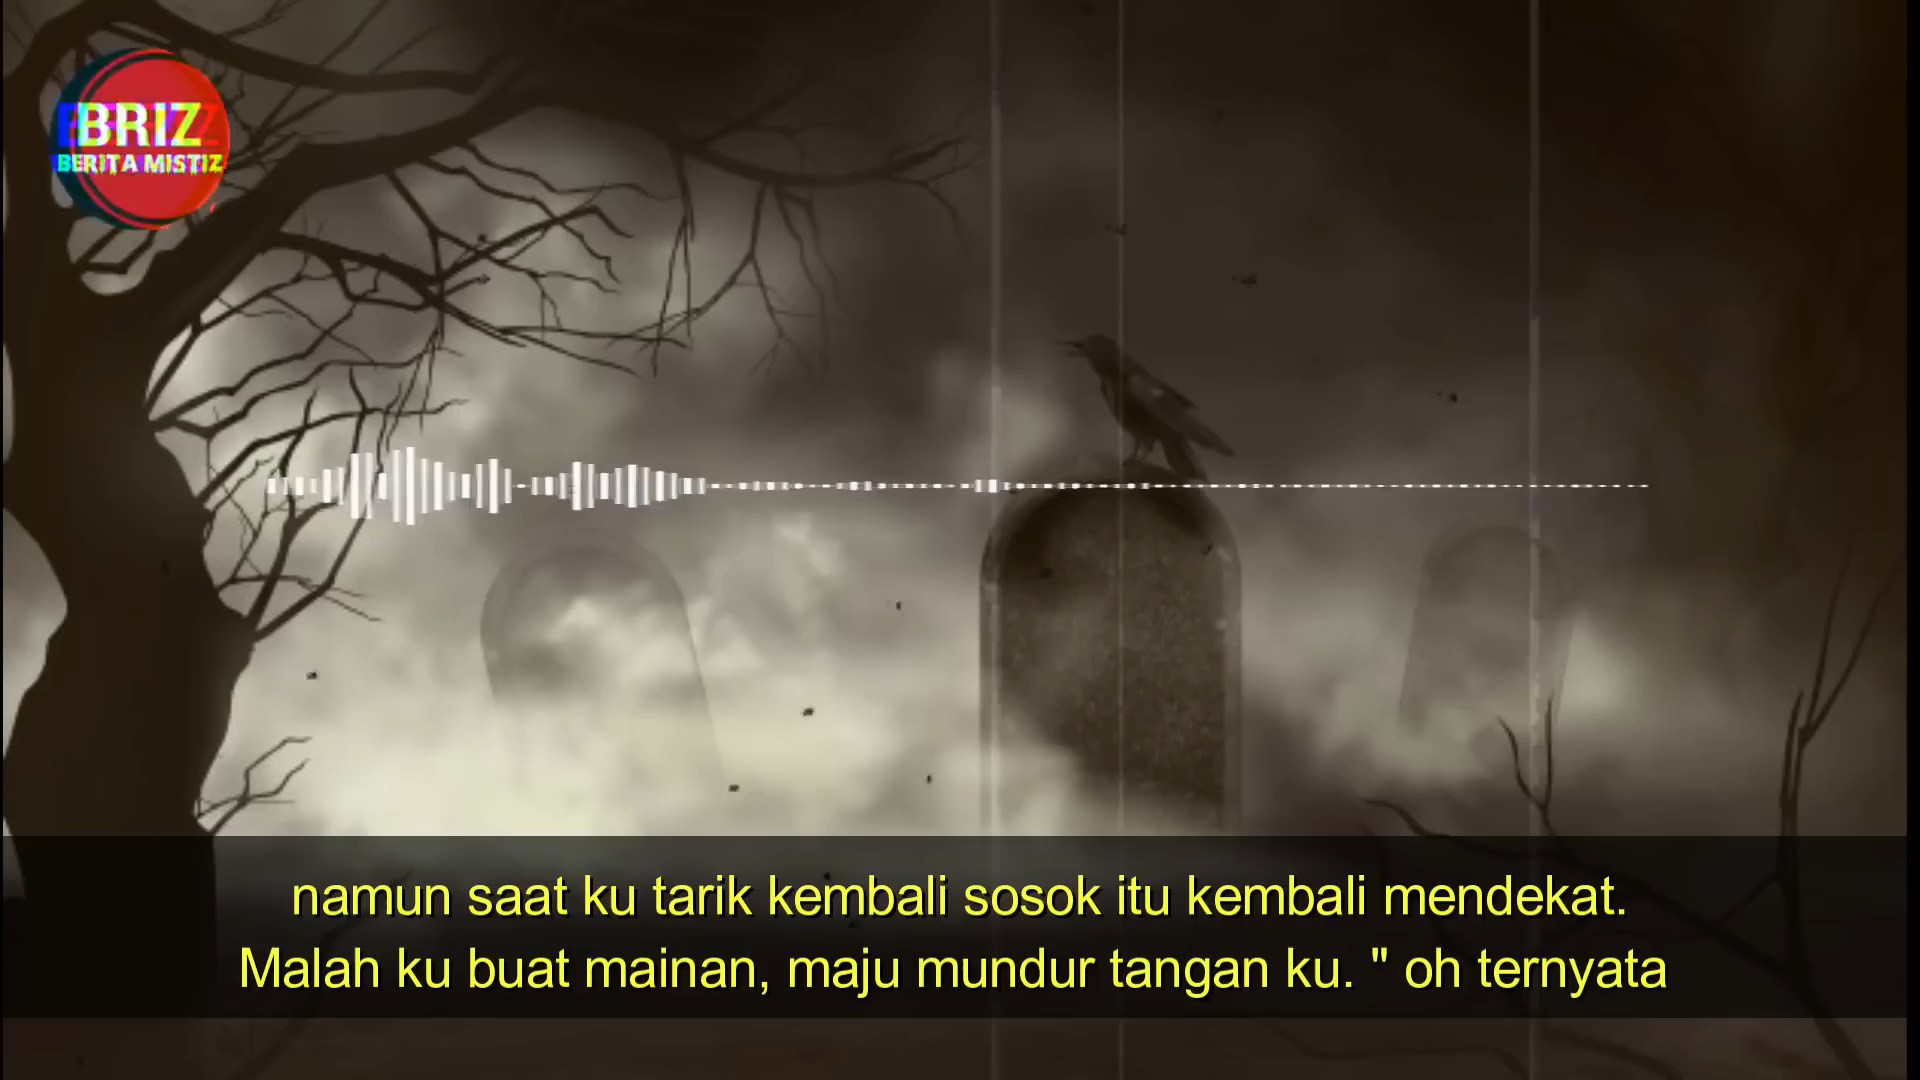 BRIZ
BERITA MISTIZ
namun saat ku tarik kembali sosok itu kembali mendekat.
Malah ku buat mainan, maju mundur tangan ku. " oh ternyata